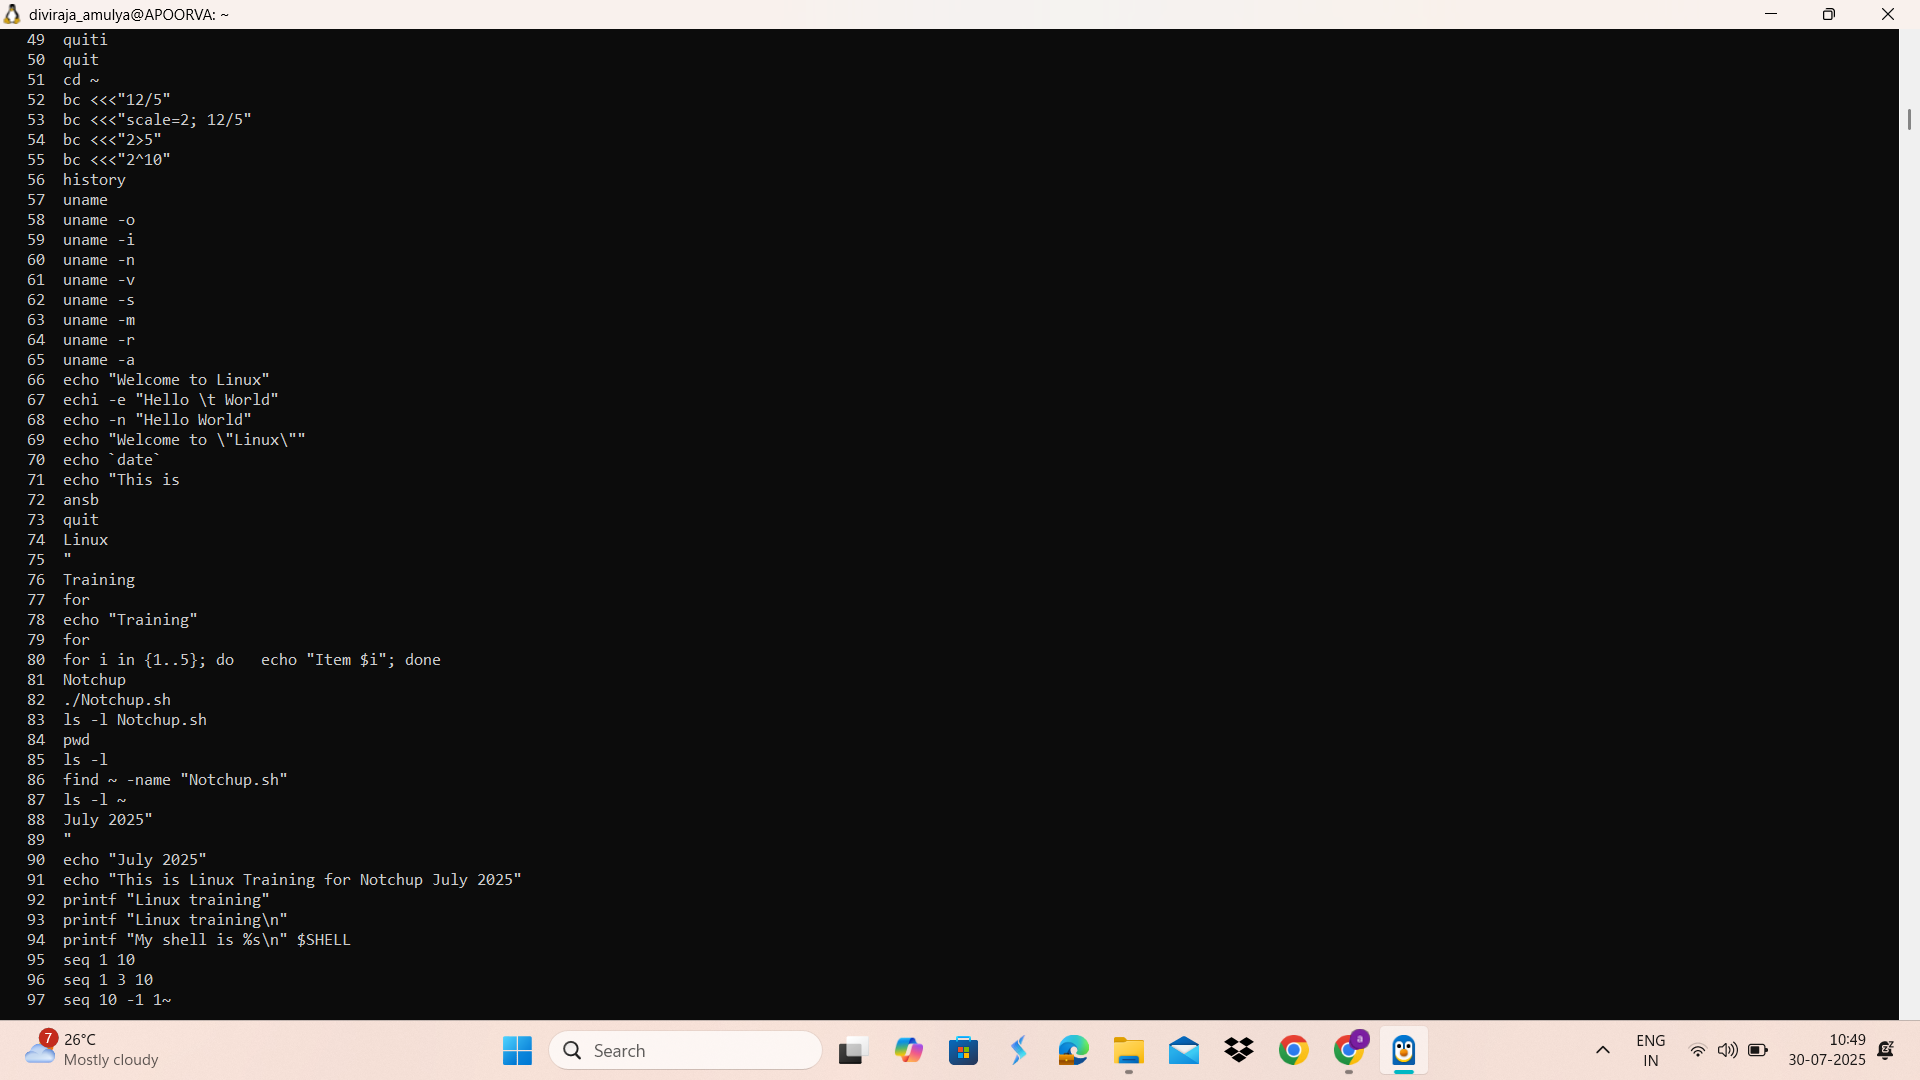 diviraja_amulya@APOORVA: ~
49 quiti
50 quit
51 cd ~
52 bc <<<"12/5"
53 bc <<<"scale=2; 12/5"
54 bc <<<"2>5"
55 bc <<<"2^10"
56 history
57 uname
58 uname -o
59 uname -i
60 uname -n
61 uname -v
62 uname -s
63 uname -m
64 uname -r
65 uname -a
66 echo "Welcome to Linux"
67 echi -e "Hello \t World"
68 echo -n "Hello World"
69 echo "Welcome to \"Linux\""
70 echo `date`
71 echo "This is
72 ansb
73 quit
74 Linux
75 "
76 Training
77 for
78 echo "Training"
79 for
80 for i in {1..5}; do   echo "Item $i"; done
81 Notchup
82 ./Notchup.sh
83 ls -l Notchup.sh
84 pwd
85 ls -l
86 find ~ -name "Notchup.sh"
87 ls -l ~
88 July 2025"
89 "
90 echo "July 2025"
91 echo "This is Linux Training for Notchup July 2025"
92 printf "Linux training"
93 printf "Linux training\n"
94 printf "My shell is %s\n" $SHELL
95 seq 1 10
96 seq 1 3 10
97 seq 10 -1 1~
7
26°C
Mostly cloudy
Search
a
ENG
IN
10:49
30-07-2025